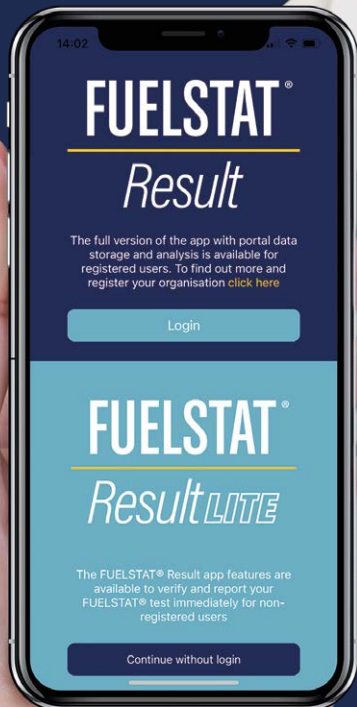 14:02
FUELSTAT®
Result
The full version of the app with portal data
storage and analysis is available for
registered users. To find out more and
register your organisation click here
Login
FUELSTAT®
Result LITE
The FUELSTAT® Result app features are
available to verify and report your
FUELSTAT® test immediately for non-
registered users
Continue without login